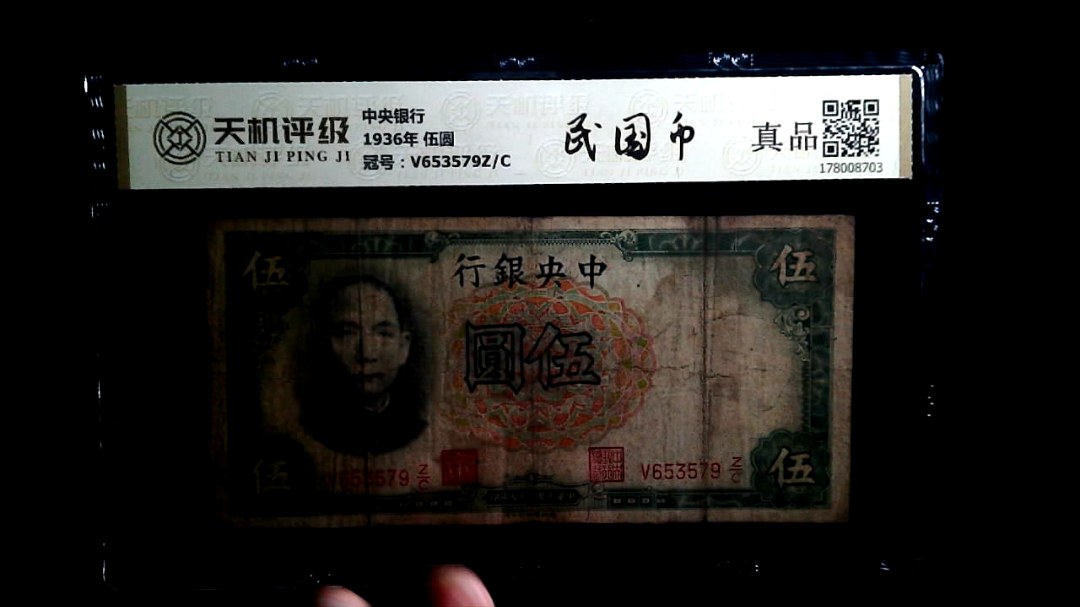 天机评级
TIAN JI PING JI
中央银行
1936年 伍圆
冠号：V653579Z/C
民国币
真品
178008703
伍
行銀央中
伍
圓伍
伍
V653579 Z/C
V653579 Z/C
伍